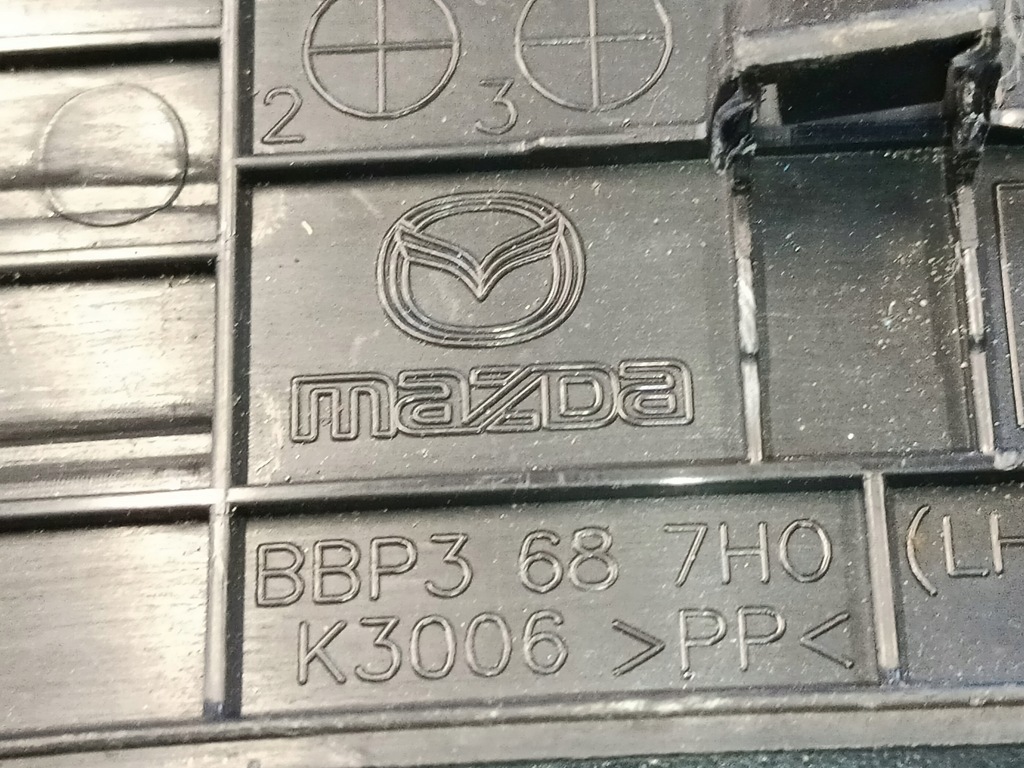 2 3
mazDa
BBP3 68 7H0
(LH
K3006 >PP<